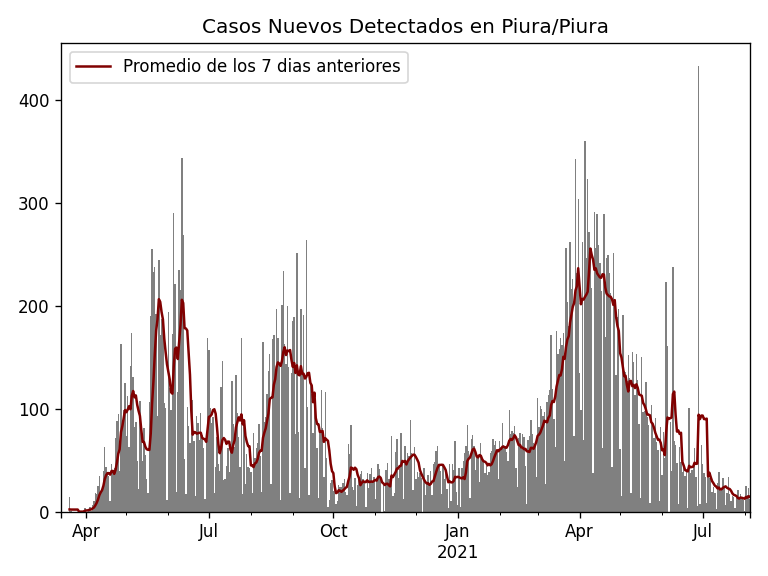 Casos Nuevos Detectados en Piura/Piura
Promedio de los 7 dias anteriores
400
300
200
100
0
Apr Jul Oct Jan Apr Jul
2021